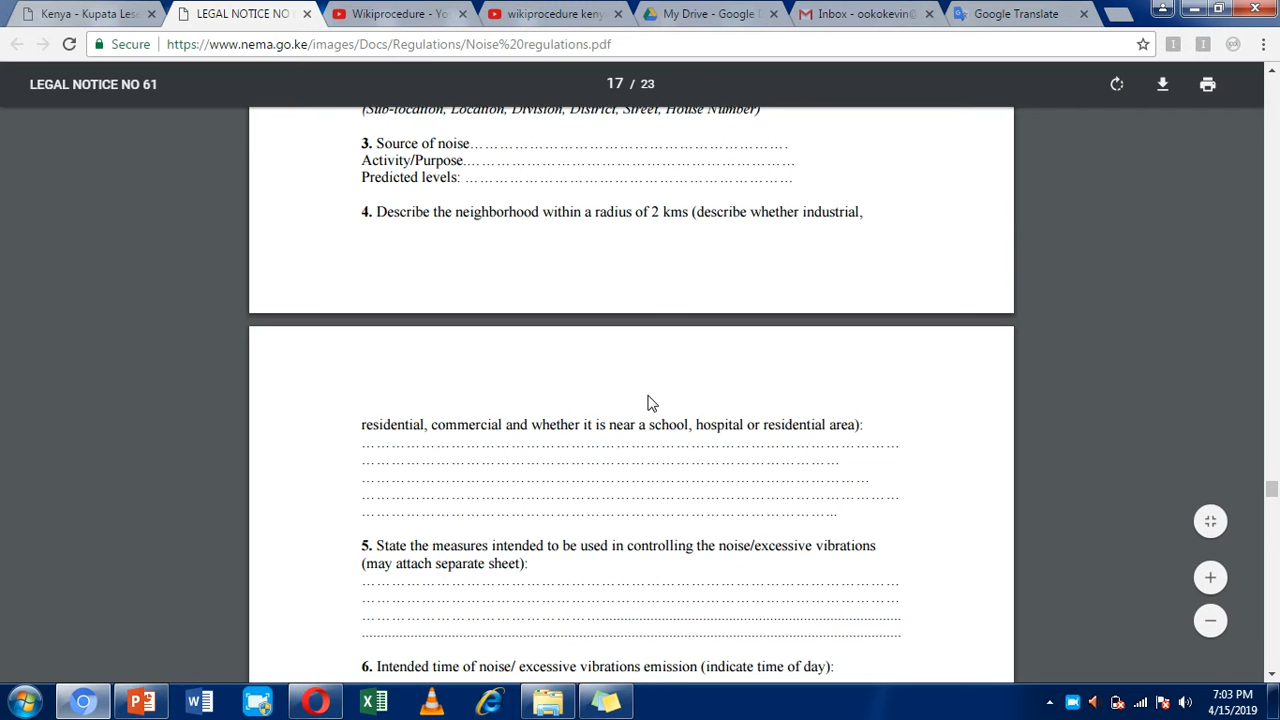 Kenya - Kupata Lese
LEGAL NOTICE NO
Wikiprocedure - Yo
wikiprocedure keny
My Drive - Google D
Inbox - ookokevin@
Google Translate
Secure
https://www.nema.go.ke/images/Docs/Regulations/Noise%20regulations.pdf
LEGAL NOTICE NO 61
17 / 23
(Sub-location, Location, Division, District, Street, House Number)
3. Source of noise……………………………………………………….
Activity/Purpose…………………………………………………………
Predicted levels: …………………………………………………………
4. Describe the neighborhood within a radius of 2 kms (describe whether industrial,
residential, commercial and whether it is near a school, hospital or residential area):
………………………………………………………………………………………………
……………………………………………………………………………………
…………………………………………………………………………………………
………………………………………………………………………………………………
…………………………………………………………………………………...
5. State the measures intended to be used in controlling the noise/excessive vibrations
(may attach separate sheet):
………………………………………………………………………………………………
………………………………………………………………………………………………
………………………………………………................................................
................................................................................................
6. Intended time of noise/ excessive vibrations emission (indicate time of day):
7:03 PM
4/15/2019